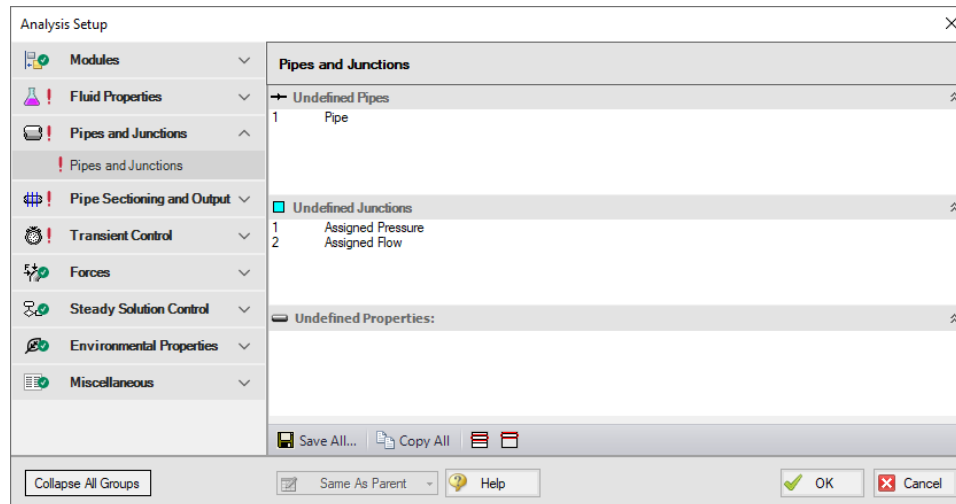 Analysis Setup
Modules
Fluid Properties
Pipes and Junctions
Pipes and Junctions
Pipe Sectioning and Output
Transient Control
Forces
Steady Solution Control
Environmental Properties
Miscellaneous
Pipes and Junctions
Undefined Pipes
1 Pipe
Undefined Junctions
1 Assigned Pressure
2 Assigned Flow
Undefined Properties:
Save All... Copy All
Collapse All Groups Same As Parent Help OK Cancel